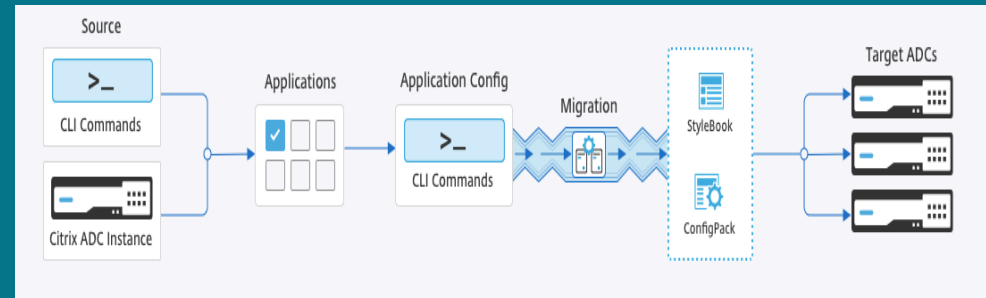 Source
>_
CLI Commands
Citrix ADC Instance
Applications
Application Config
>_
CLI Commands
Migration
StyleBook
ConfigPack
Target ADCs